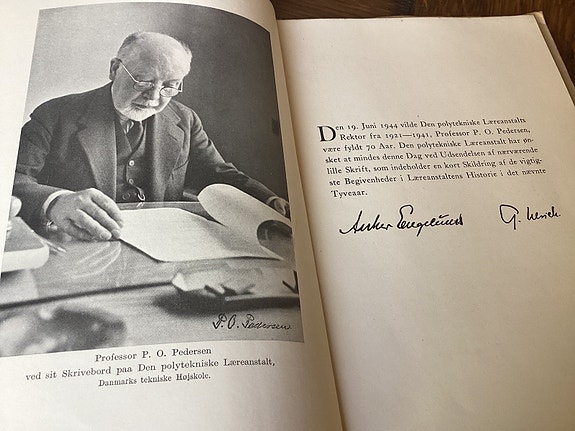 P. O. Pedersen
Professor P. O. Pedersen
ved sit Skrivebord paa Den polytekniske Læreanstalt,
Danmarks tekniske Højskole.
Den 19. Juni 1944 vilde Den polytekniske Læreanstalts
Rektor fra 1921—1941, Professor P. O. Pedersen,
være fyldt 70 Aar. Den polytekniske Læreanstalt har øn-
sket at mindes denne Dag ved Udsendelsen af nærværende
lille Skrift, som indeholder en kort Skildring af de vigtig-
ste Begivenheder i Læreanstaltens Historie i det nævnte
Tyveaar.
Anker Engelund